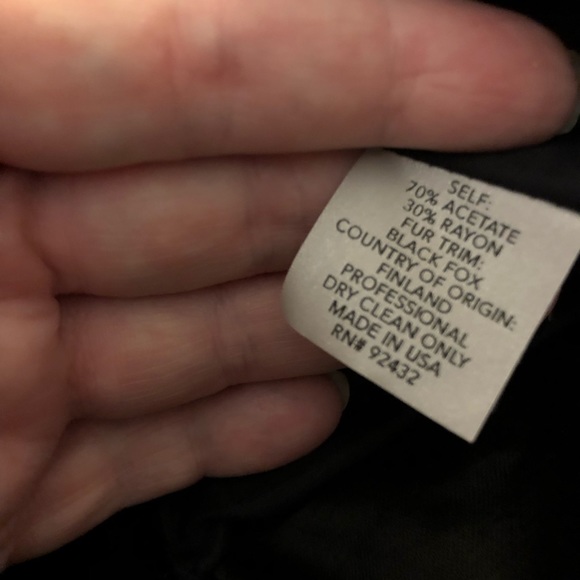 SELF:
70% ACETATE
30% RAYON
FUR TRIM:
BLACK FOX
COUNTRY OF ORIGIN:
FINLAND
PROFESSIONAL
DRY CLEAN ONLY
MADE IN USA
RN# 92432